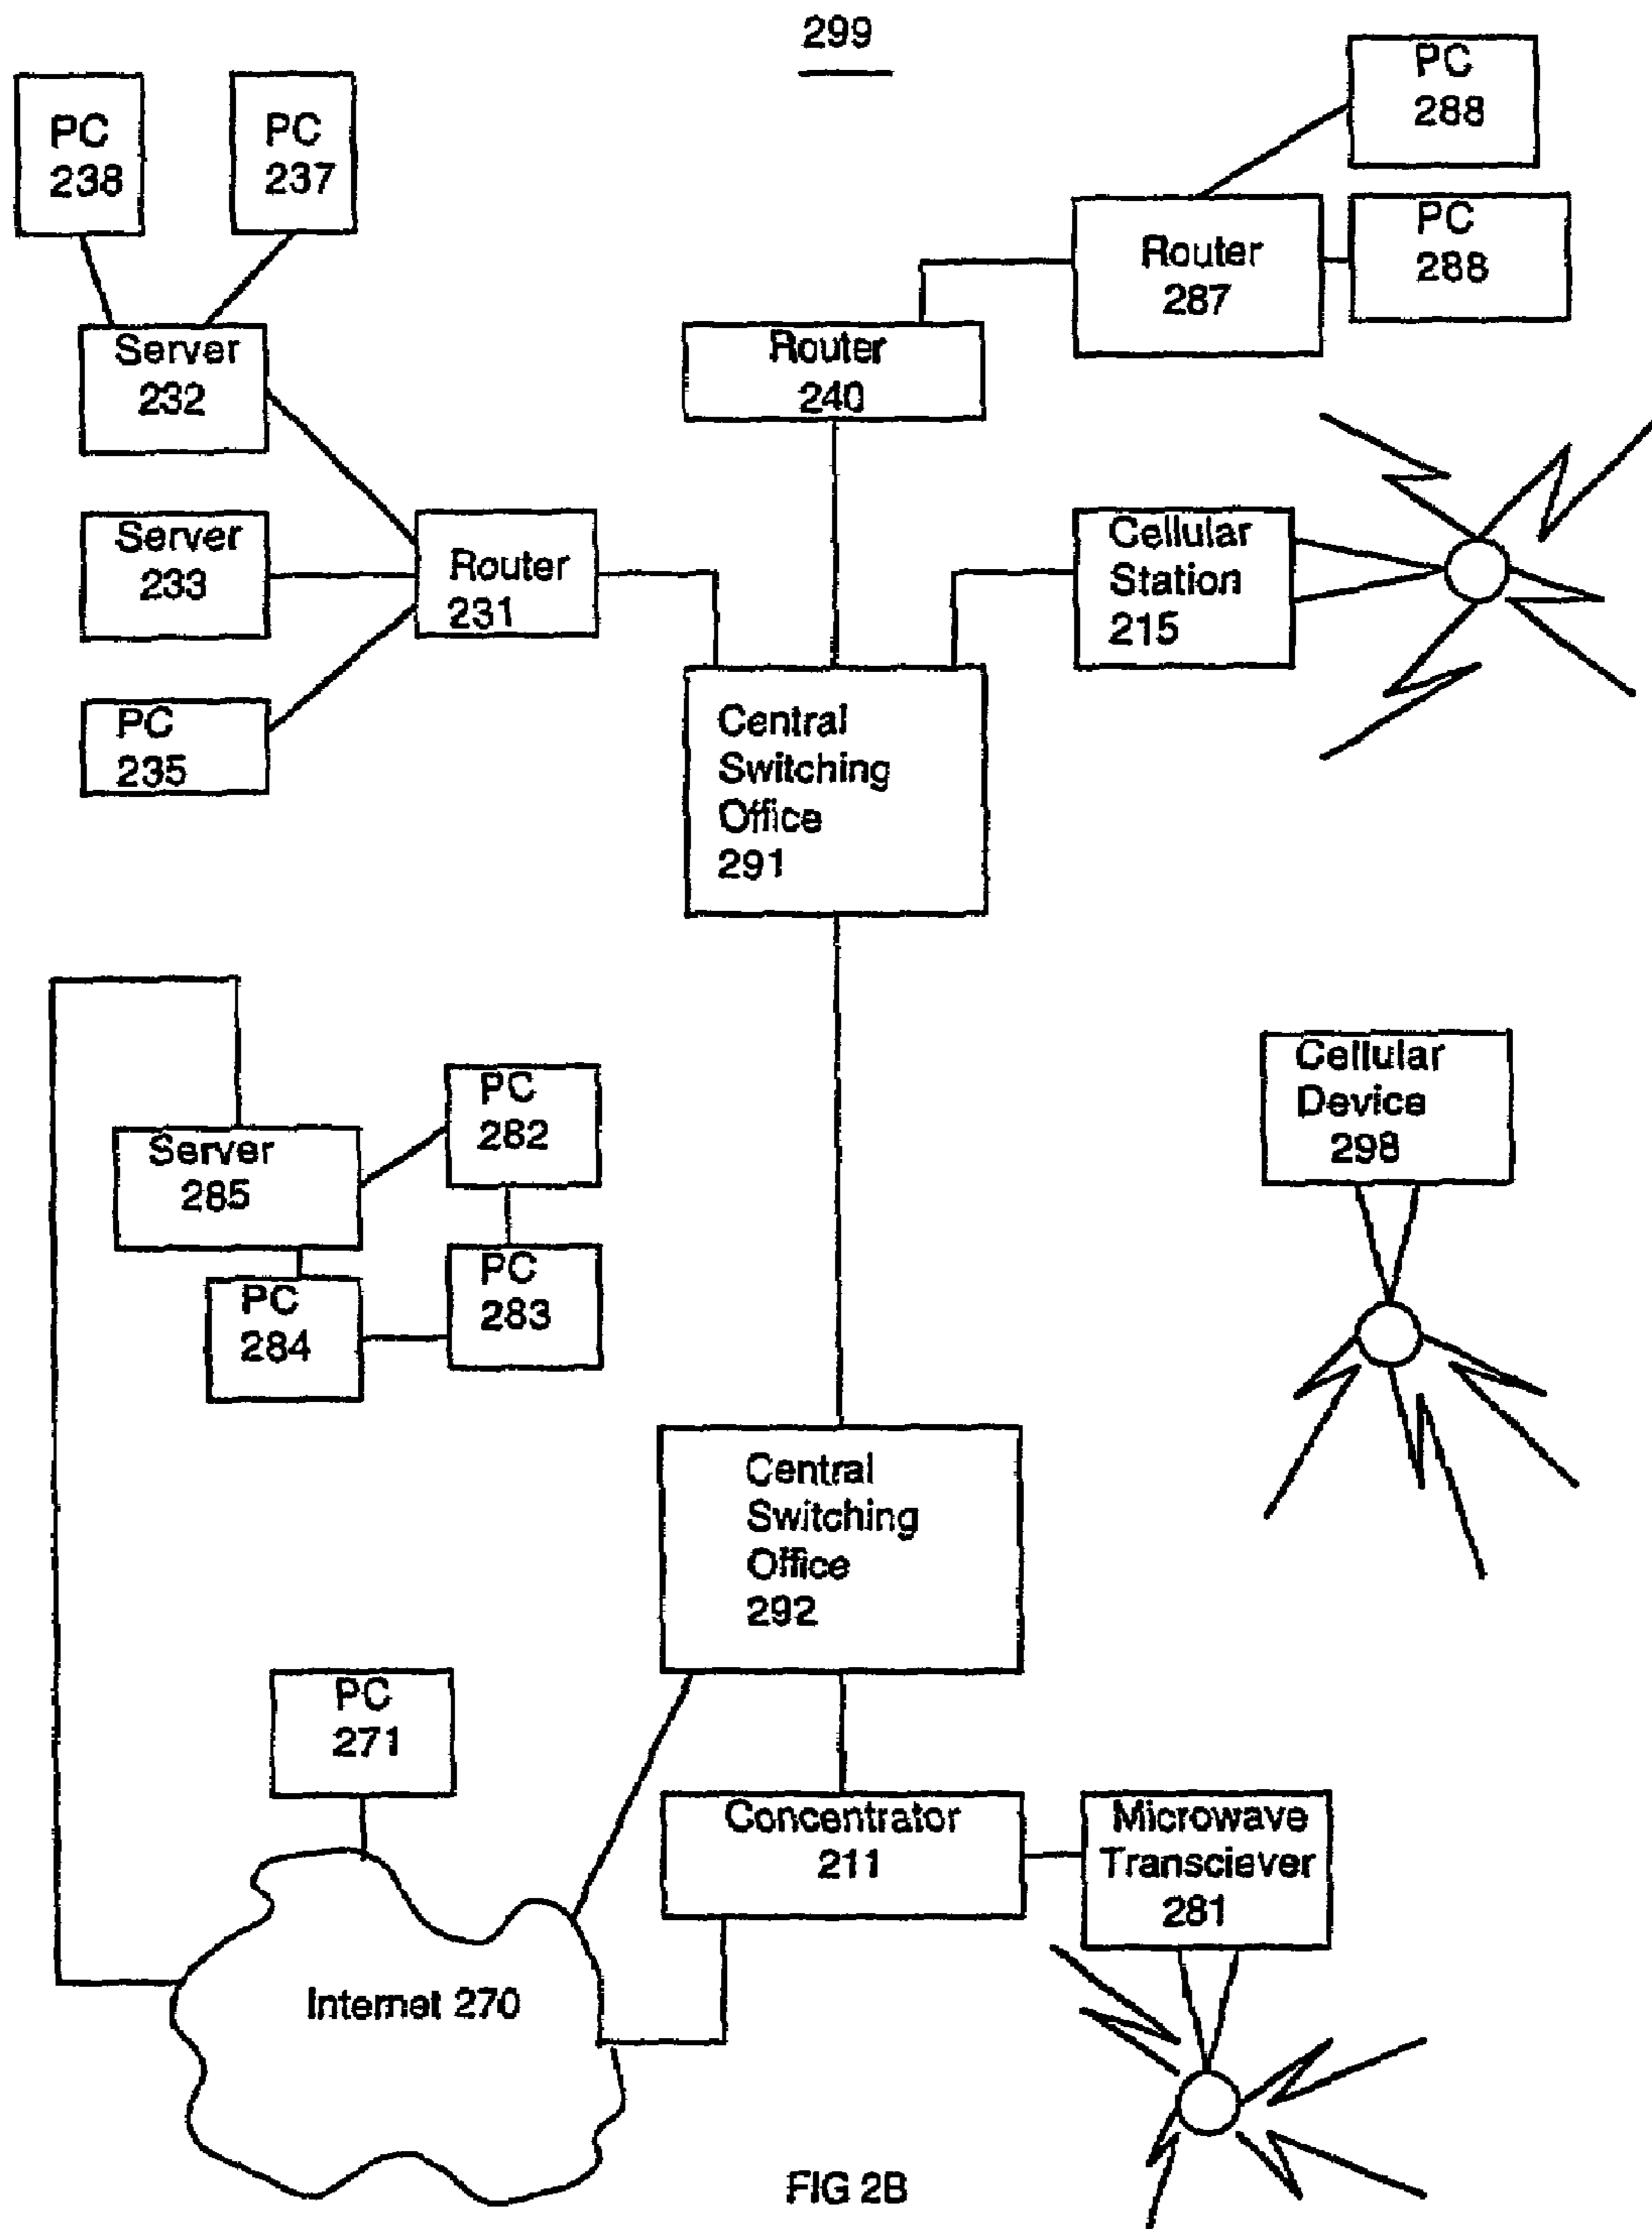 299
PC
238
PC
237
PC
288
Server
232
Router
287
PC
288
Router
240
Server
233
Router
231
Cellular
Station
215
PC
235
Central
Switching
Office
291
Server
285
PC
282
PC
284
PC
283
Cellular
Device
298
Central
Switching
Office
292
PC
271
Concentrator
211
Microwave
Transciever
281
Internet 270
FIG 2B